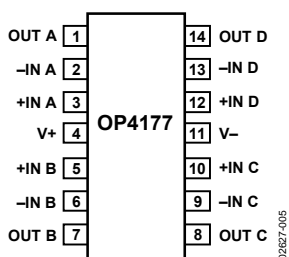 OUT A 1 14 OUT D
–IN A 2 13 –IN D
+IN A 3 12 +IN D
V+ 4 OP4177 11 V–
+IN B 5 10 +IN C
–IN B 6 9 –IN C
OUT B 7 8 OUT C
02627-005